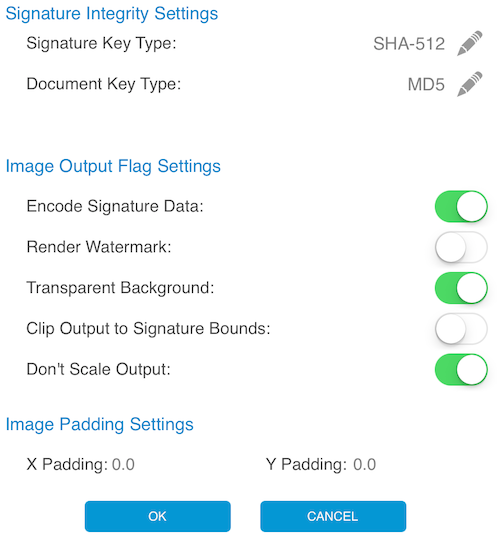 Signature Integrity Settings
Signature Key Type: SHA-512
Document Key Type: MD5
Image Output Flag Settings
Encode Signature Data:
Render Watermark:
Transparent Background:
Clip Output to Signature Bounds:
Don't Scale Output:
Image Padding Settings
X Padding: 0.0 Y Padding: 0.0
OK CANCEL